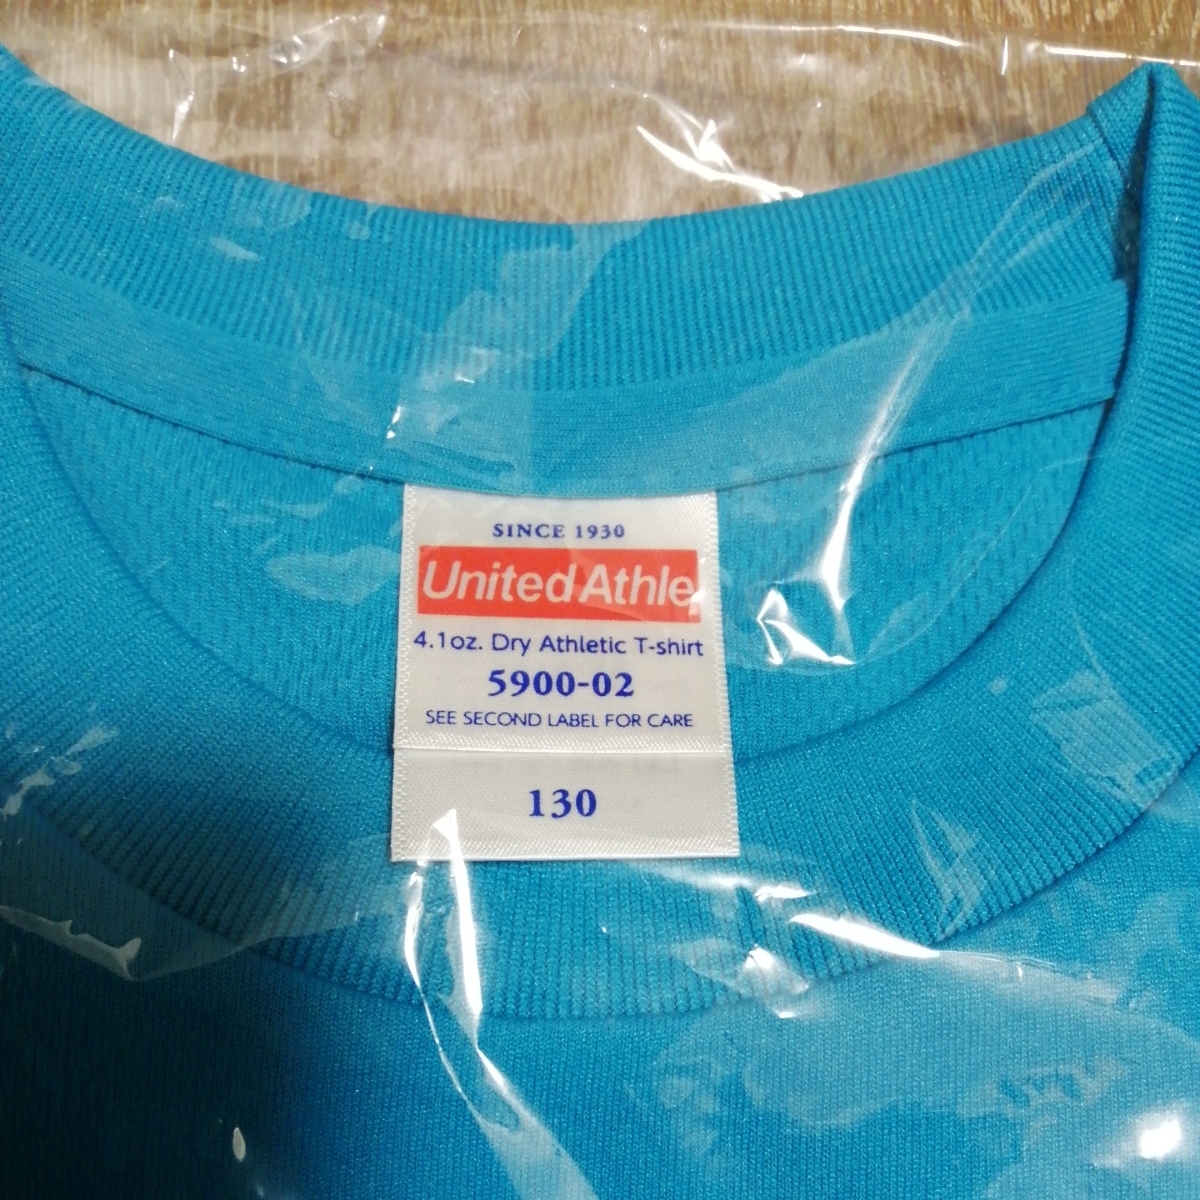 SINCE 1930
United Athle
4.1oz. Dry Athletic T-shirt
5900-02
SEE SECOND LABEL FOR CARE
130